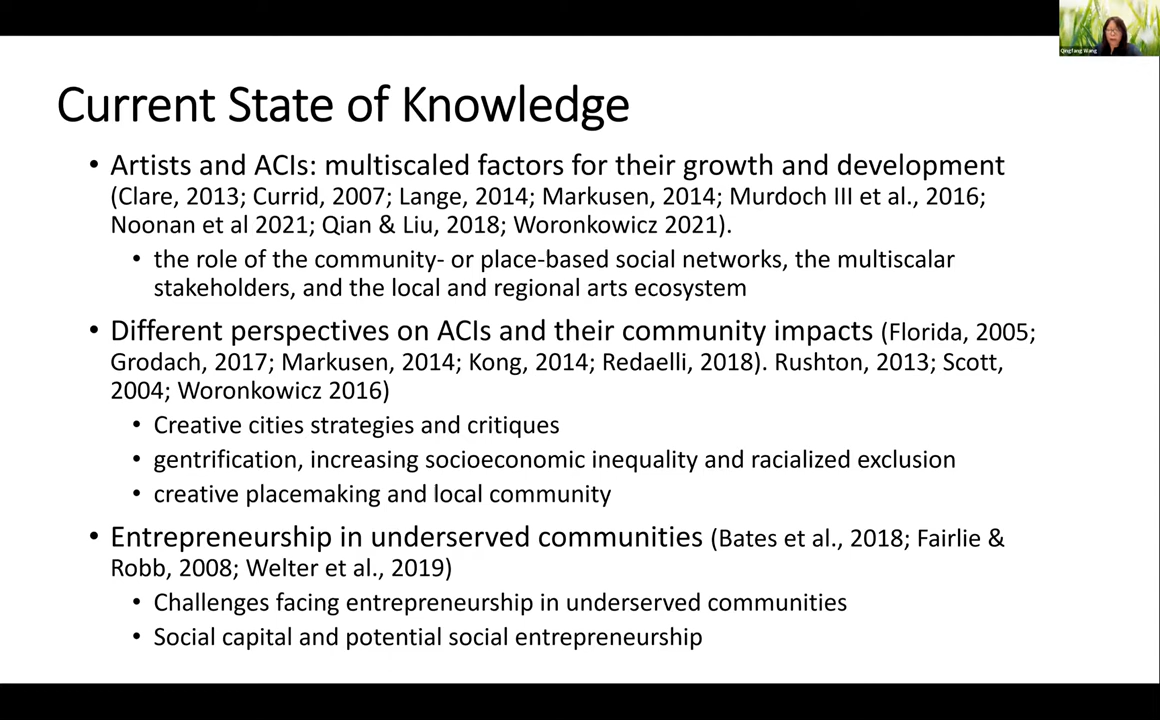 Qingfang Wang
Current State of Knowledge
• Artists and ACIs: multiscaled factors for their growth and development
(Clare, 2013; Currid, 2007; Lange, 2014; Markusen, 2014; Murdoch III et al., 2016;
Noonan et al 2021; Qian & Liu, 2018; Woronkowicz 2021).
• the role of the community- or place-based social networks, the multiscalar
stakeholders, and the local and regional arts ecosystem
• Different perspectives on ACIs and their community impacts (Florida, 2005;
Grodach, 2017; Markusen, 2014; Kong, 2014; Redaelli, 2018). Rushton, 2013; Scott,
2004; Woronkowicz 2016)
• Creative cities strategies and critiques
• gentrification, increasing socioeconomic inequality and racialized exclusion
• creative placemaking and local community
• Entrepreneurship in underserved communities (Bates et al., 2018; Fairlie &
Robb, 2008; Welter et al., 2019)
• Challenges facing entrepreneurship in underserved communities
• Social capital and potential social entrepreneurship